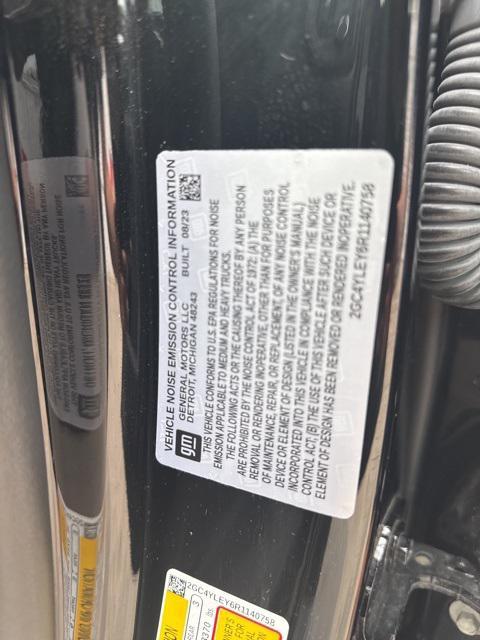 VEHICLE NOISE EMISSION CONTROL INFORMATION
gm
GENERAL MOTORS LLC
DETROIT, MICHIGAN 48243
BUILT 08/23
THIS VEHICLE CONFORMS TO U.S. EPA REGULATIONS FOR NOISE
EMISSION APPLICABLE TO MEDIUM AND HEAVY TRUCKS.
THE FOLLOWING ACTS OR THE CAUSING THEREOF BY ANY PERSON
ARE PROHIBITED BY THE NOISE CONTROL ACT OF 1972: (A) THE
REMOVAL OR RENDERING INOPERATIVE, OTHER THAN FOR PURPOSES
OF MAINTENANCE, REPAIR, OR REPLACEMENT, OF ANY NOISE CONTROL
DEVICE OR ELEMENT OF DESIGN (LISTED IN THE OWNER'S MANUAL)
INCORPORATED INTO THIS VEHICLE IN COMPLIANCE WITH THE NOISE
CONTROL ACT; (B) THE USE OF THIS VEHICLE AFTER SUCH DEVICE OR
ELEMENT OF DESIGN HAS BEEN REMOVED OR RENDERED INOPERATIVE.
2GC4YLEY6R1140758
2GC4YLEY6R1140758
3